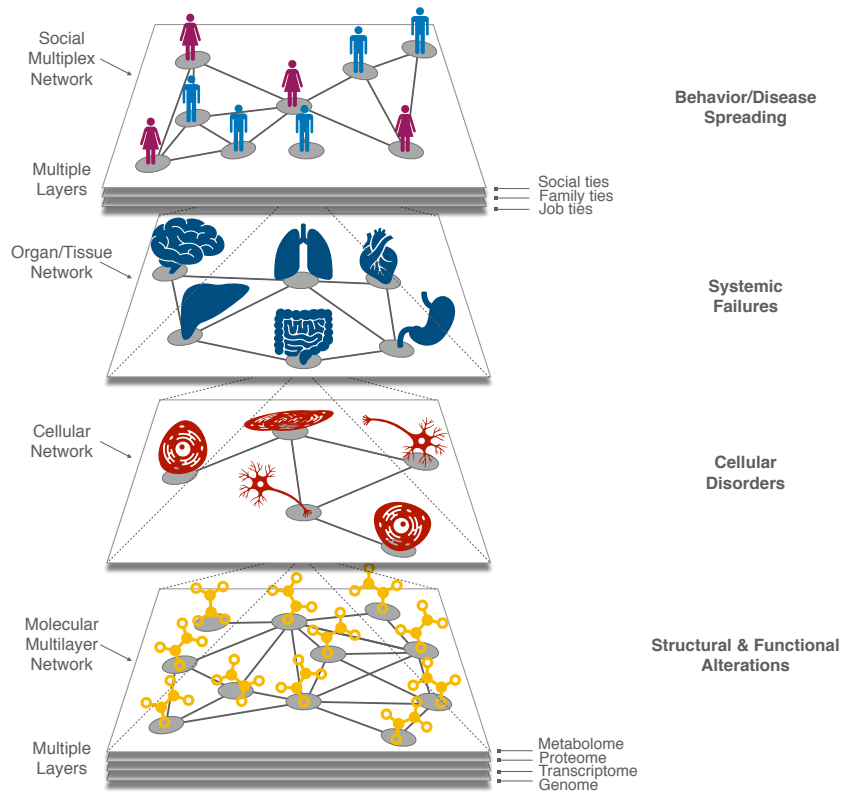 Social
Multiplex
Network
Behavior/Disease
Spreading
Multiple
Layers
Social ties
Family ties
Job ties
Organ/Tissue
Network
Systemic
Failures
Cellular
Network
Cellular
Disorders
Molecular
Multilayer
Network
Structural & Functional
Alterations
Multiple
Layers
Metabolome
Proteome
Transcriptome
Genome